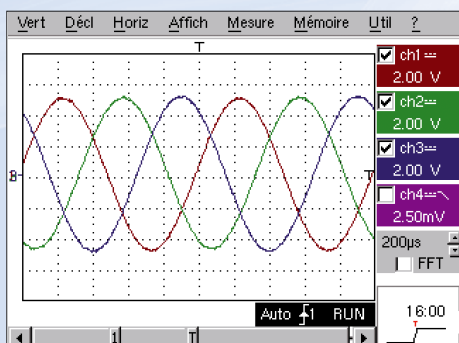 Vert Décl Horiz Affich Mesure Mémoire Util ?
T
ch1
2.00 V
ch2
2.00 V
B T
ch3
2.00 V
ch4
2.50mV
200µs
FFT
Auto 1 RUN
16:00
T
1 T